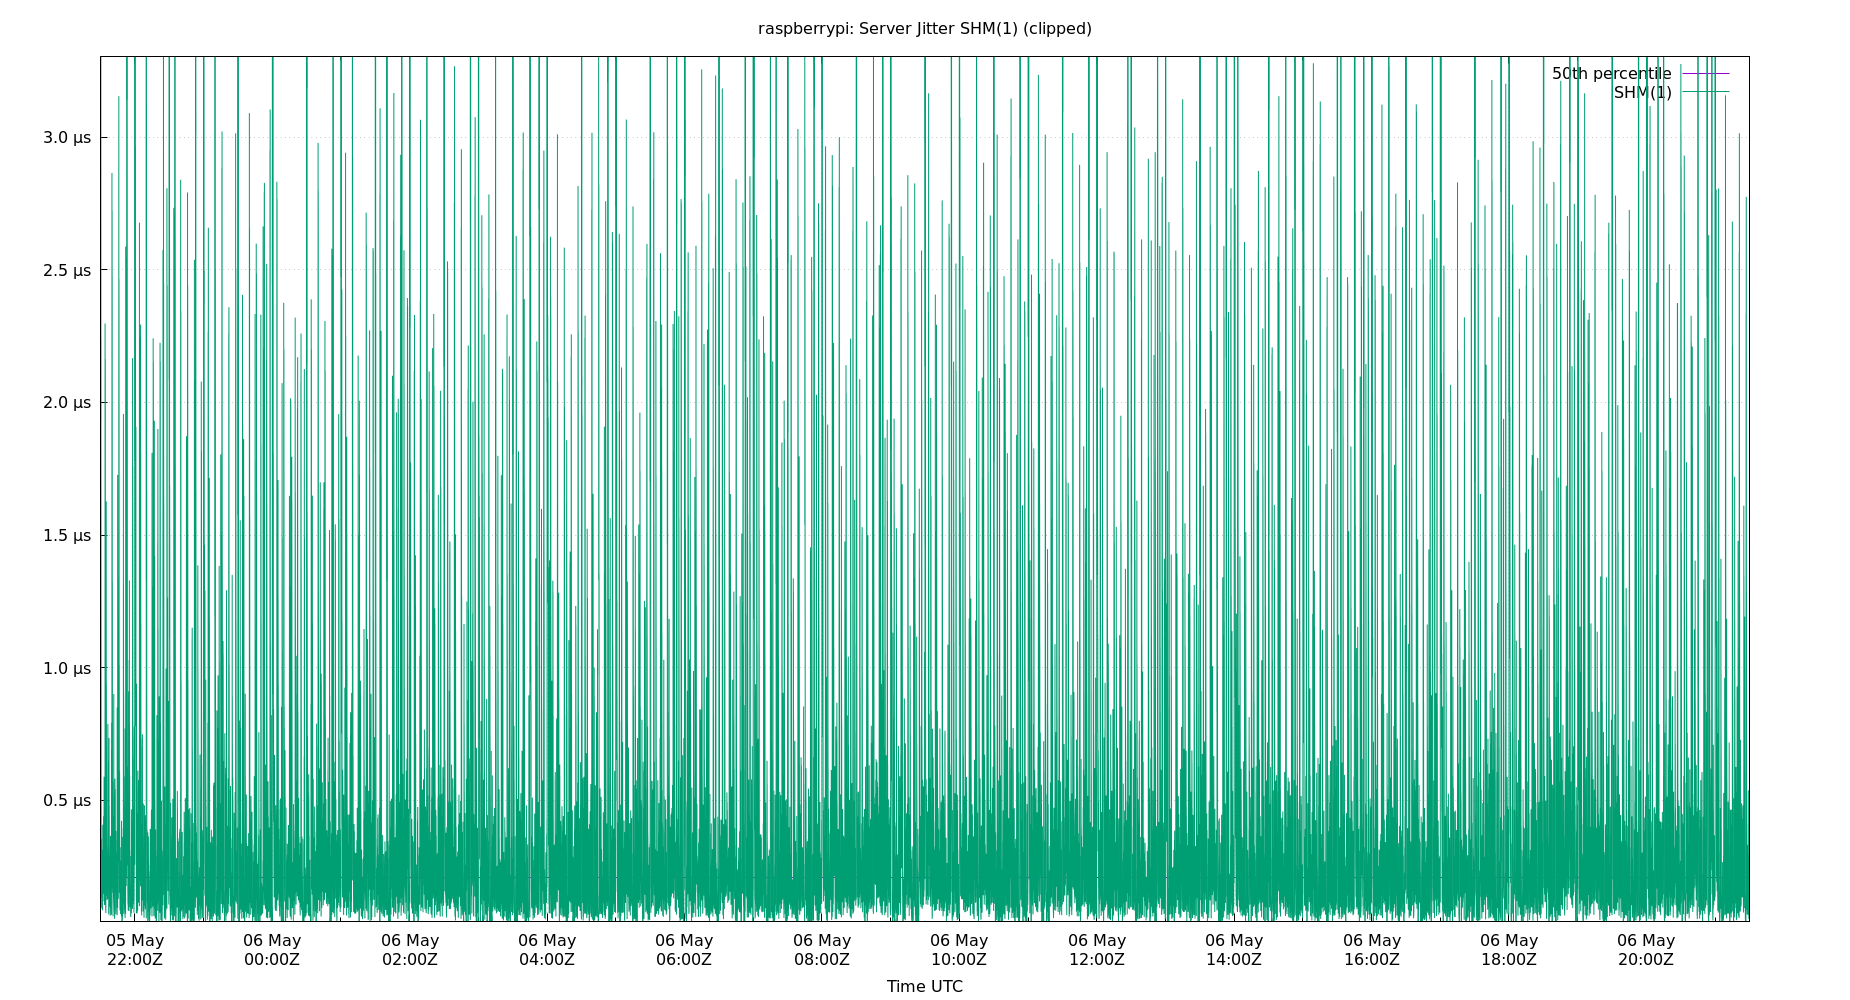 raspberrypi: Server Jitter SHM(1) (clipped)
50th percentile
SHM(1)
3.0 µs
2.5 µs
2.0 µs
1.5 µs
1.0 µs
0.5 µs
05 May 06 May 06 May 06 May 06 May 06 May 06 May 06 May 06 May 06 May 06 May 06 May
22:00Z 00:00Z 02:00Z 04:00Z 06:00Z 08:00Z 10:00Z 12:00Z 14:00Z 16:00Z 18:00Z 20:00Z
Time UTC